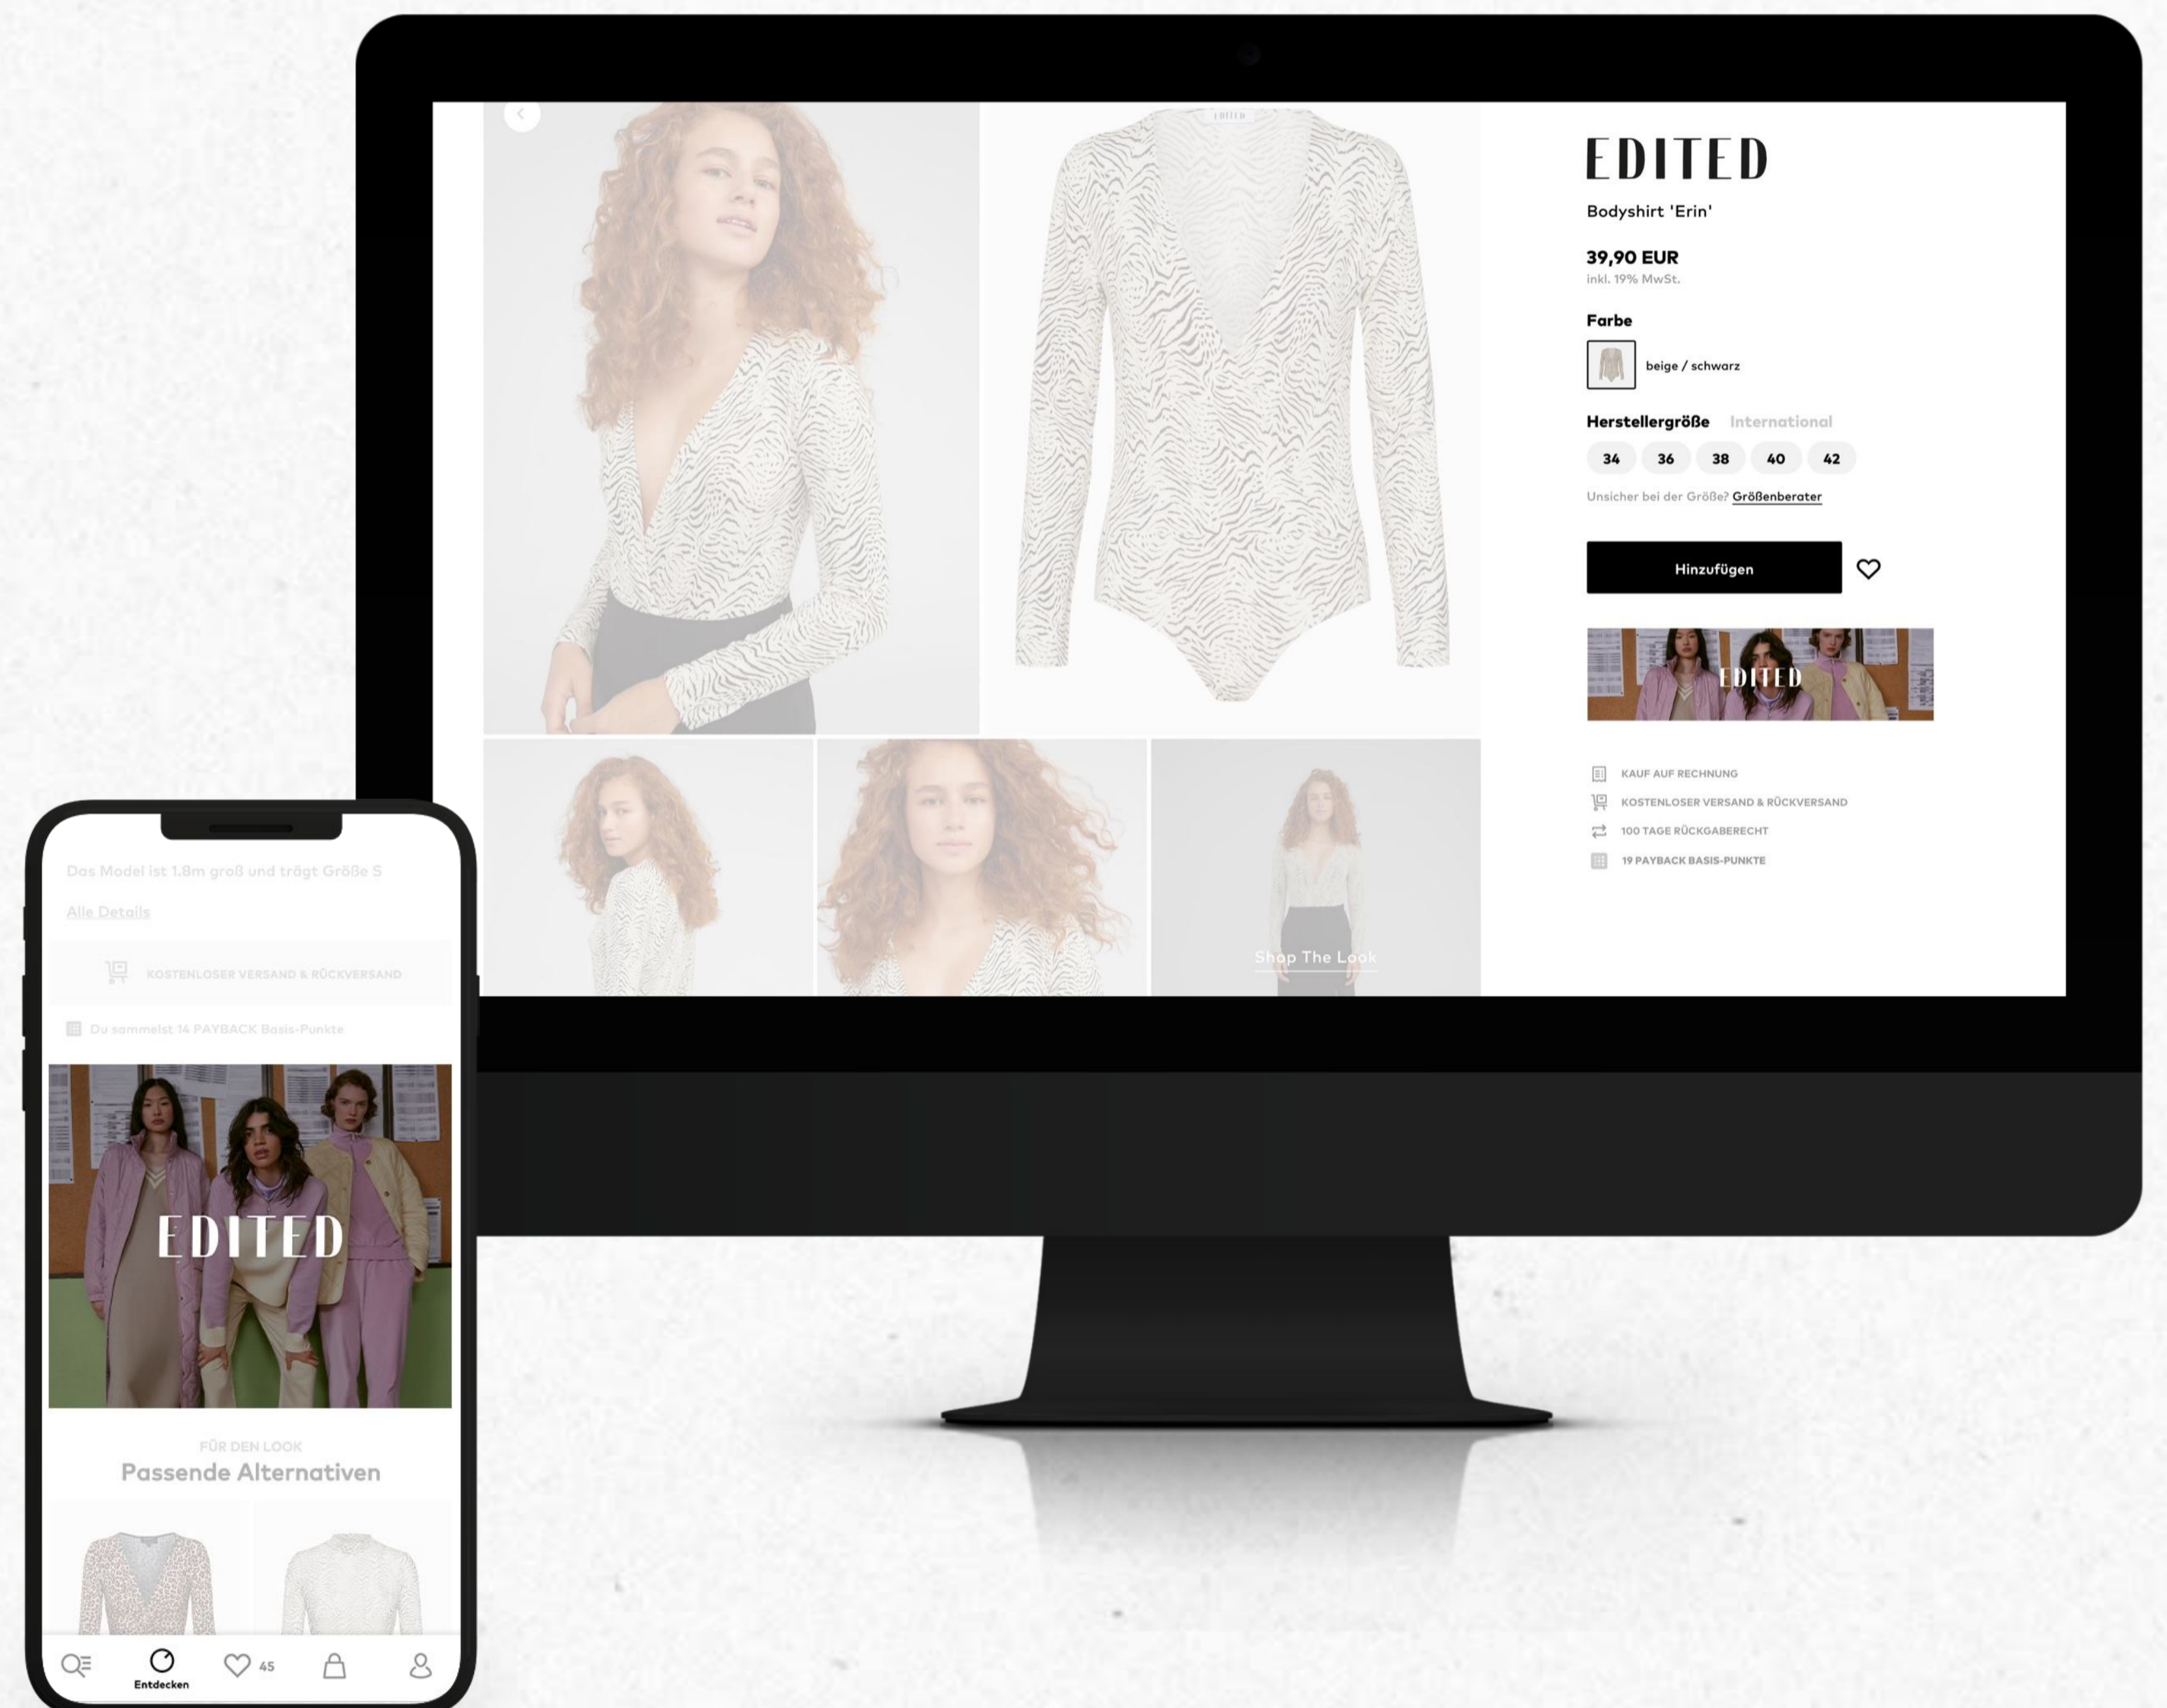 EDITED
EDITED
Bodyshirt 'Erin'
39,90 EUR
inkl. 19% MwSt.
Farbe
beige / schwarz
Herstellergröße International
34 36 38 40 42
Unsicher bei der Größe? Größenberater
Hinzufügen
EDITED
KAUF AUF RECHNUNG
KOSTENLOSER VERSAND & RÜCKVERSAND
100 TAGE RÜCKGABERECHT
19 PAYBACK BASIS-PUNKTE
Shop The Look
Das Model ist 1.8m groß und trägt Größe S
Alle Details
KOSTENLOSER VERSAND & RÜCKVERSAND
Du sammelst 14 PAYBACK Basis-Punkte
EDITED
FÜR DEN LOOK
Passende Alternativen
45
Entdecken